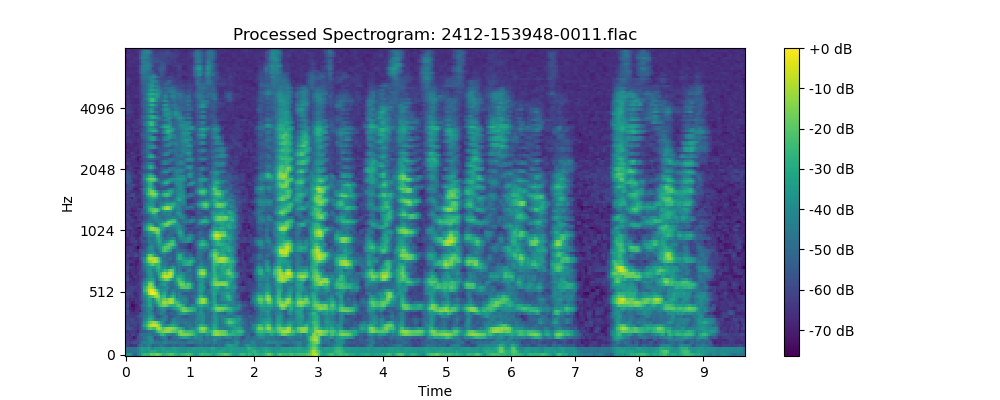 Processed Spectrogram: 2412-153948-0011.flac
Hz
4096
2048
1024
512
0
0 1 2 3 4 5 6 7 8 9
Time
+0 dB
-10 dB
-20 dB
-30 dB
-40 dB
-50 dB
-60 dB
-70 dB